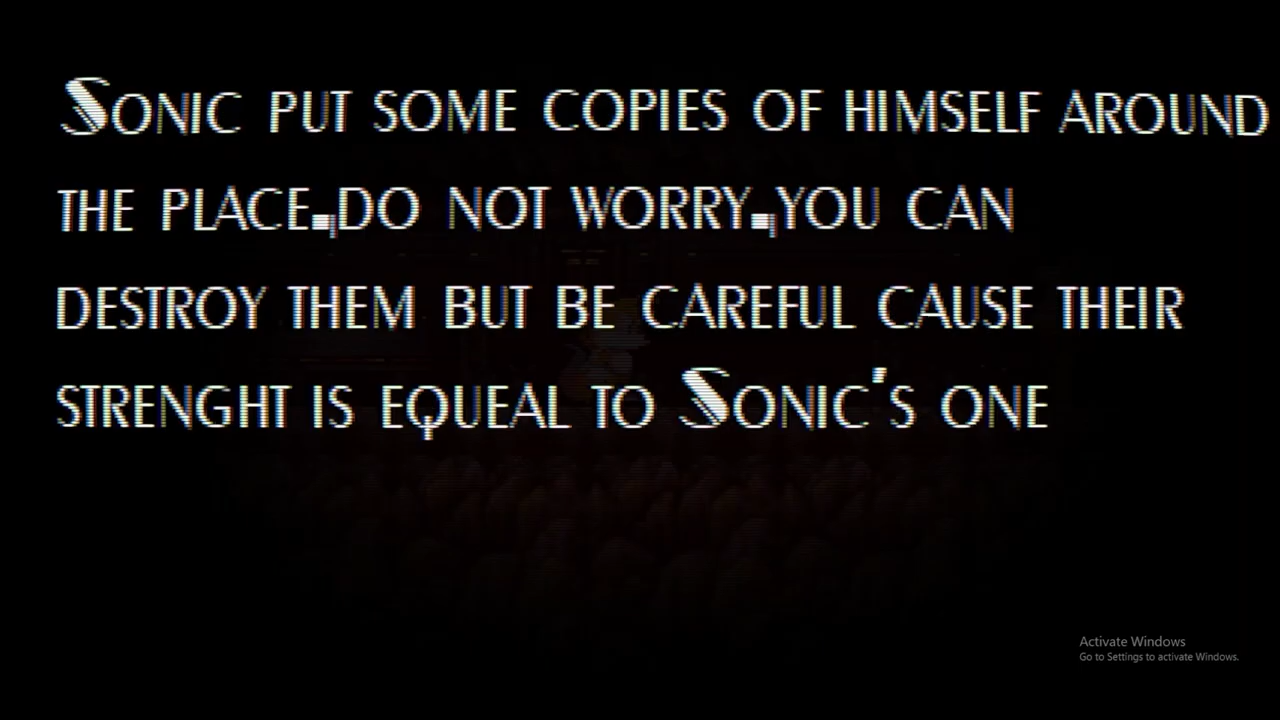 Sonic put some copies of himself around
the place,do not worry,you can
destroy them but be careful cause their
strenght is equeal to Sonic's one
Activate Windows
Go to Settings to activate Windows.